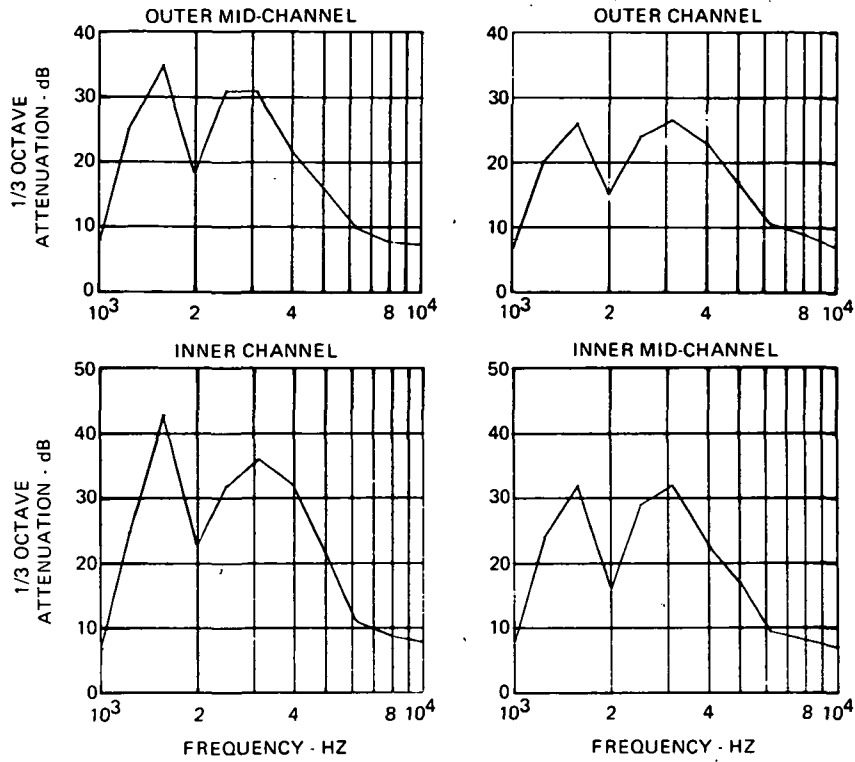 OUTER MID-CHANNEL
1/3 OCTAVE
ATTENUATION - dB
40
30
20
10
0
10³ 2 4 8 10⁴
OUTER CHANNEL
40
30
20
10
0
10³ 2 4 8 10⁴
INNER CHANNEL
1/3 OCTAVE
ATTENUATION - dB
50
40
30
20
10
0
10³ 2 4 8 10⁴
FREQUENCY - HZ
INNER MID-CHANNEL
50
40
30
20
10
0
10³ 2 4 8 10⁴
FREQUENCY - HZ